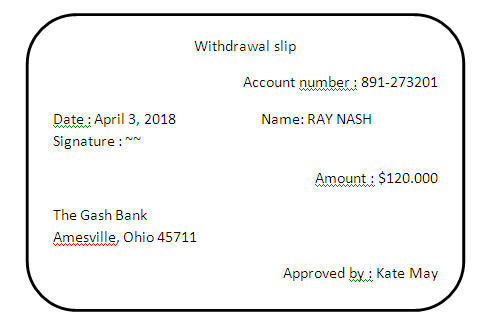 Withdrawal slip
Account number : 891-273201
Date : April 3, 2018 Name: RAY NASH
Signature : ~~
Amount : $120.000
The Gash Bank
Amesville, Ohio 45711
Approved by : Kate May